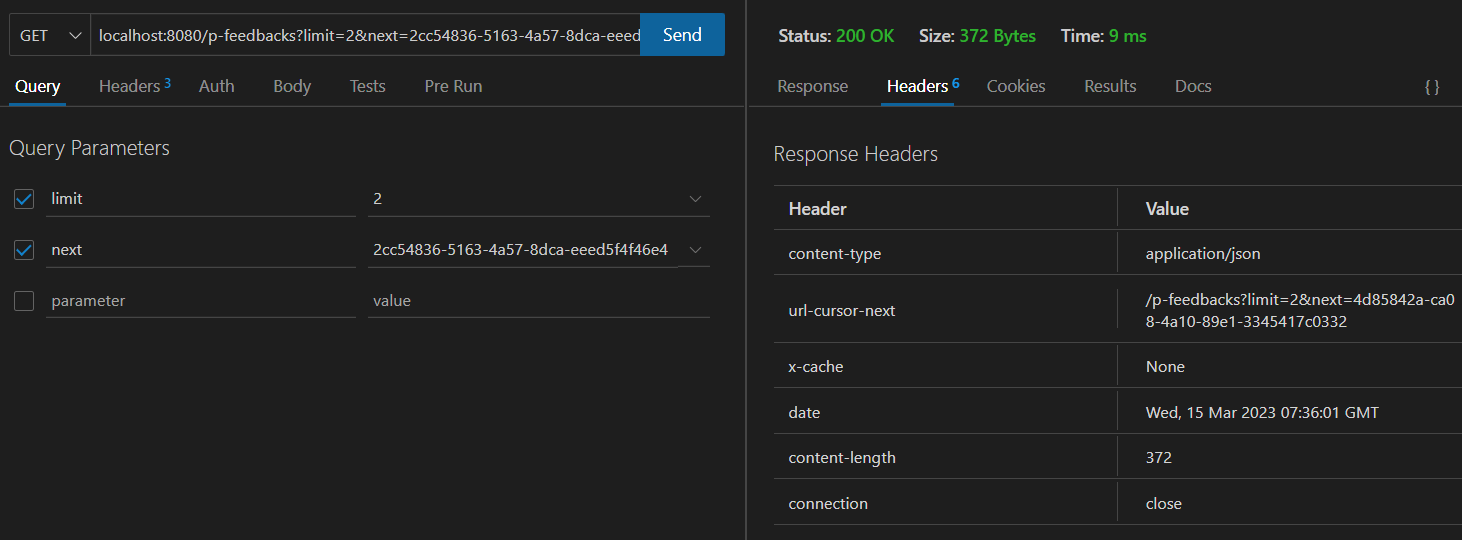 GET
localhost:8080/p-feedbacks?limit=2&next=2cc54836-5163-4a57-8dca-eeed
Send
Query
Headers 3
Auth
Body
Tests
Pre Run
Query Parameters
limit
2
next
2cc54836-5163-4a57-8dca-eeed5f4f46e4
parameter
value
Status: 200 OK
Size: 372 Bytes
Time: 9 ms
Response
Headers 6
Cookies
Results
Docs
{ }
Response Headers
Header
Value
content-type
application/json
url-cursor-next
/p-feedbacks?limit=2&next=4d85842a-ca0
8-4a10-89e1-3345417c0332
x-cache
None
date
Wed, 15 Mar 2023 07:36:01 GMT
content-length
372
connection
close